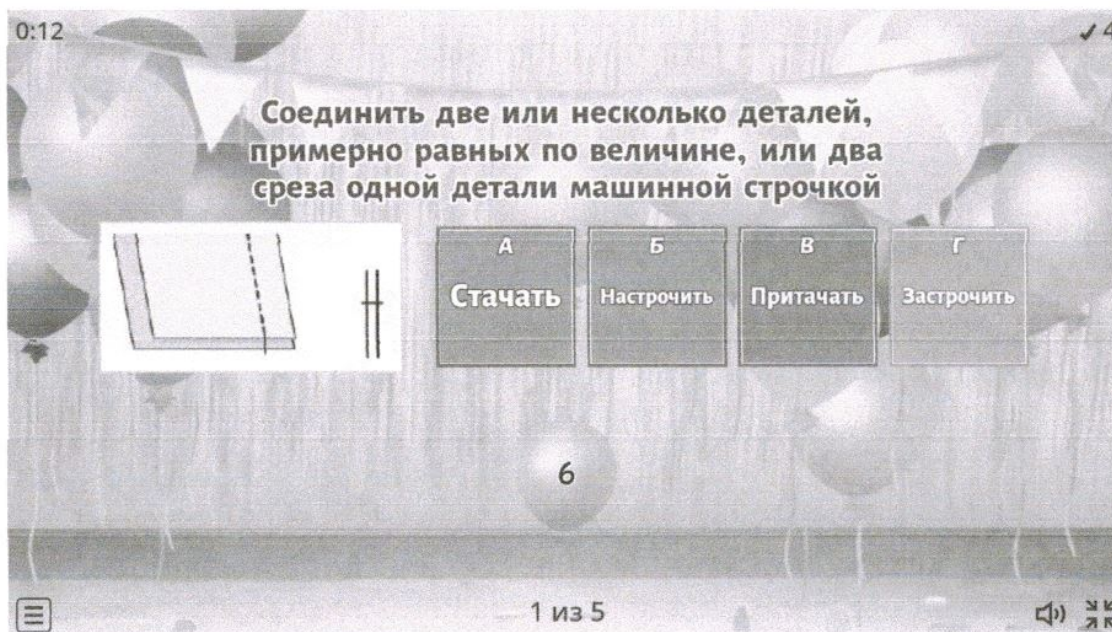 0:12
✓ 4
Соединить две или несколько деталей,
примерно равных по величине, или два
среза одной детали машинной строчкой
А
Стачать
Б
Настрочить
В
Притачать
Г
Застрочить
6
1 из 5